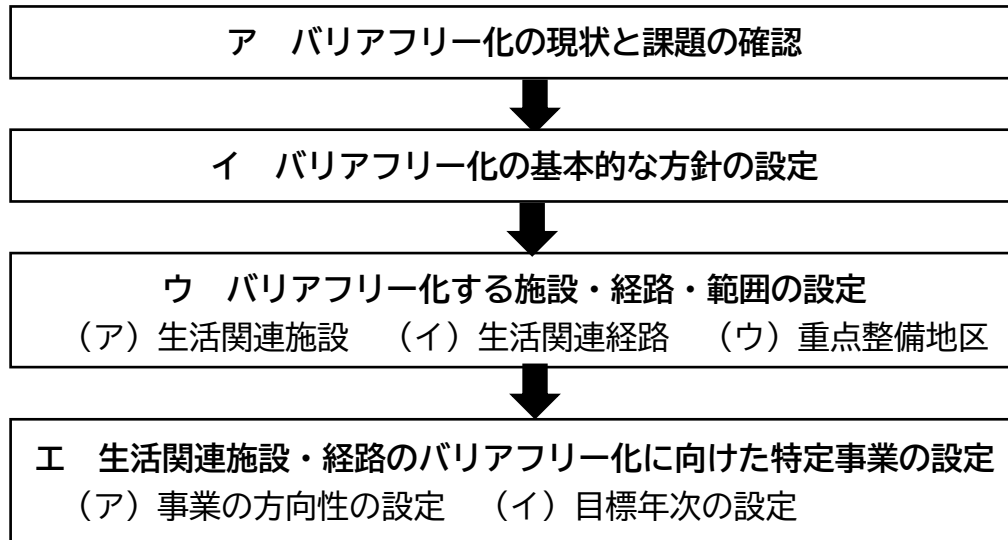 ア　バリアフリー化の現状と課題の確認
イ　バリアフリー化の基本的な方針の設定
ウ　バリアフリー化する施設・経路・範囲の設定
（ア）生活関連施設　（イ）生活関連経路　（ウ）重点整備地区
エ　生活関連施設・経路のバリアフリー化に向けた特定事業の設定
（ア）事業の方向性の設定　（イ）目標年次の設定